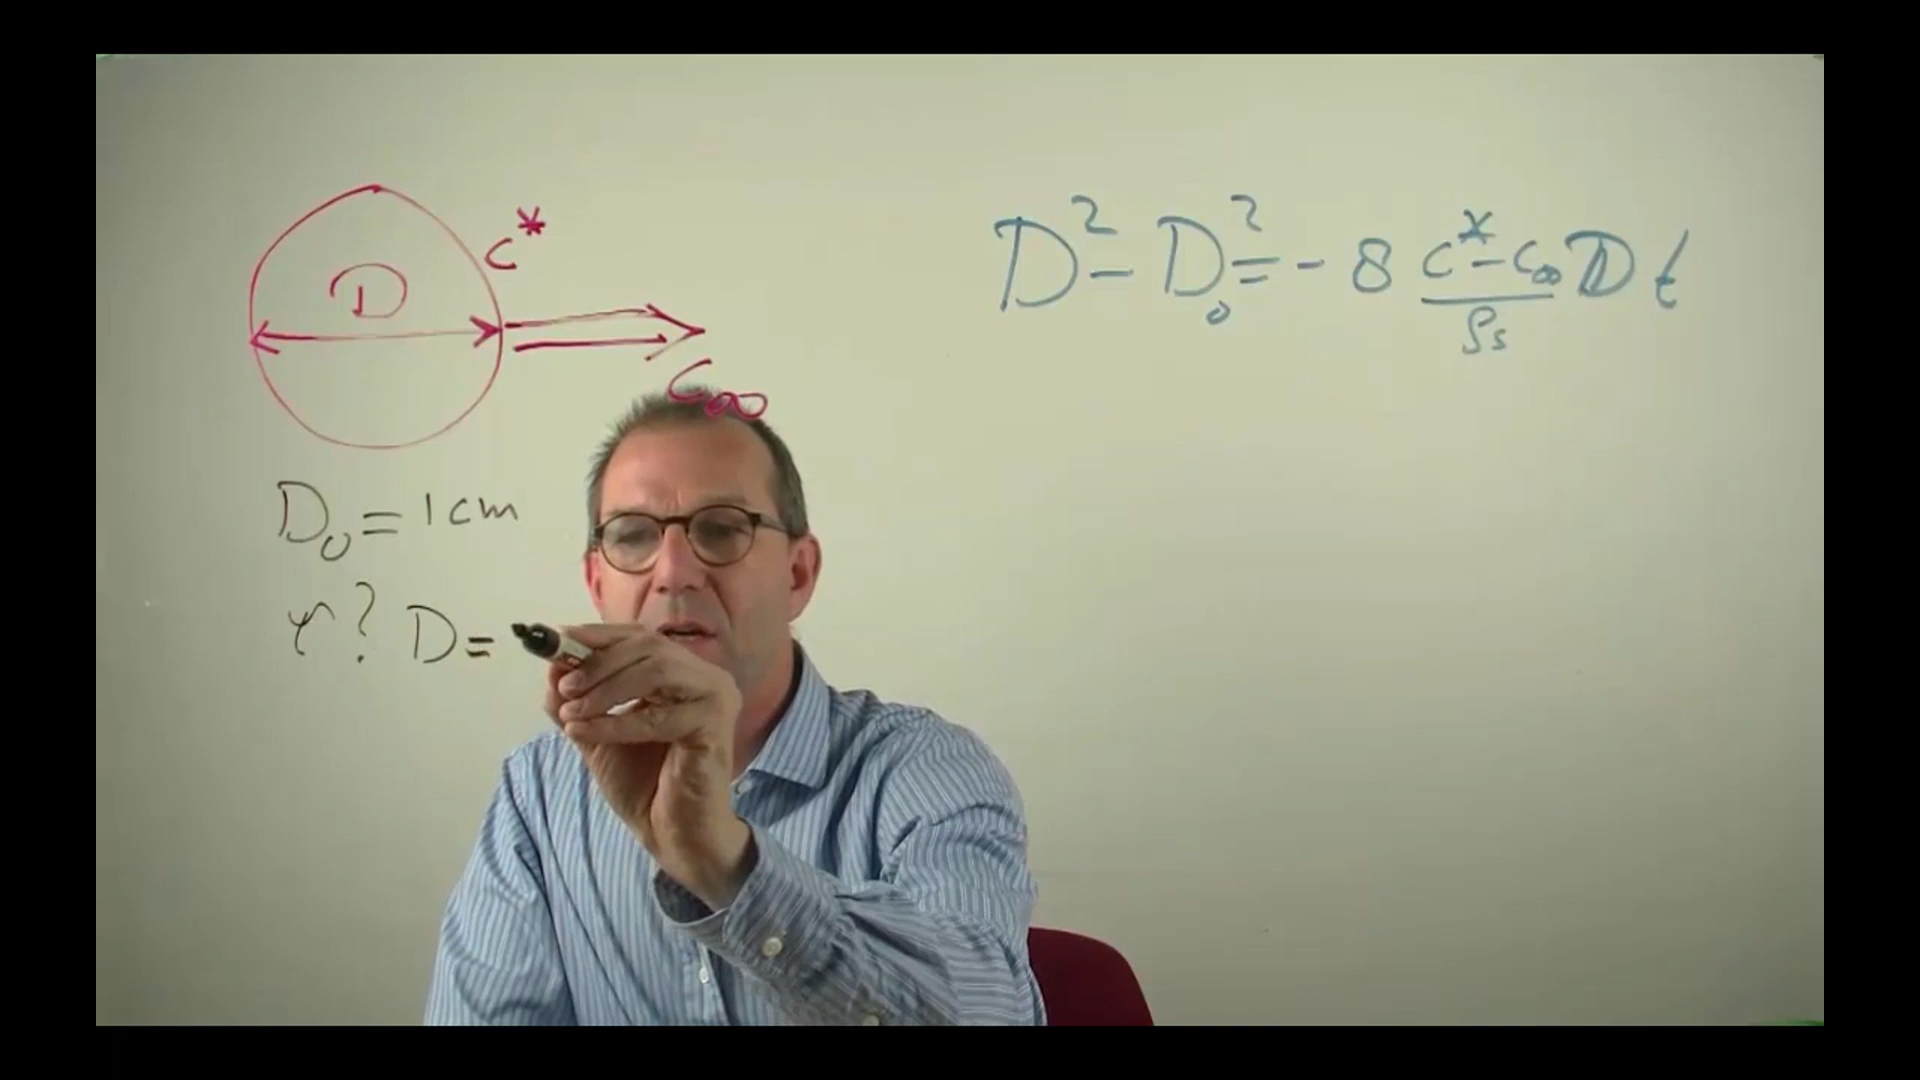 c*
D
C∞
D₀ = 1 cm
τ? D =
D² - D₀² = - 8 (c* - c∞)/ρs 𝔻 t